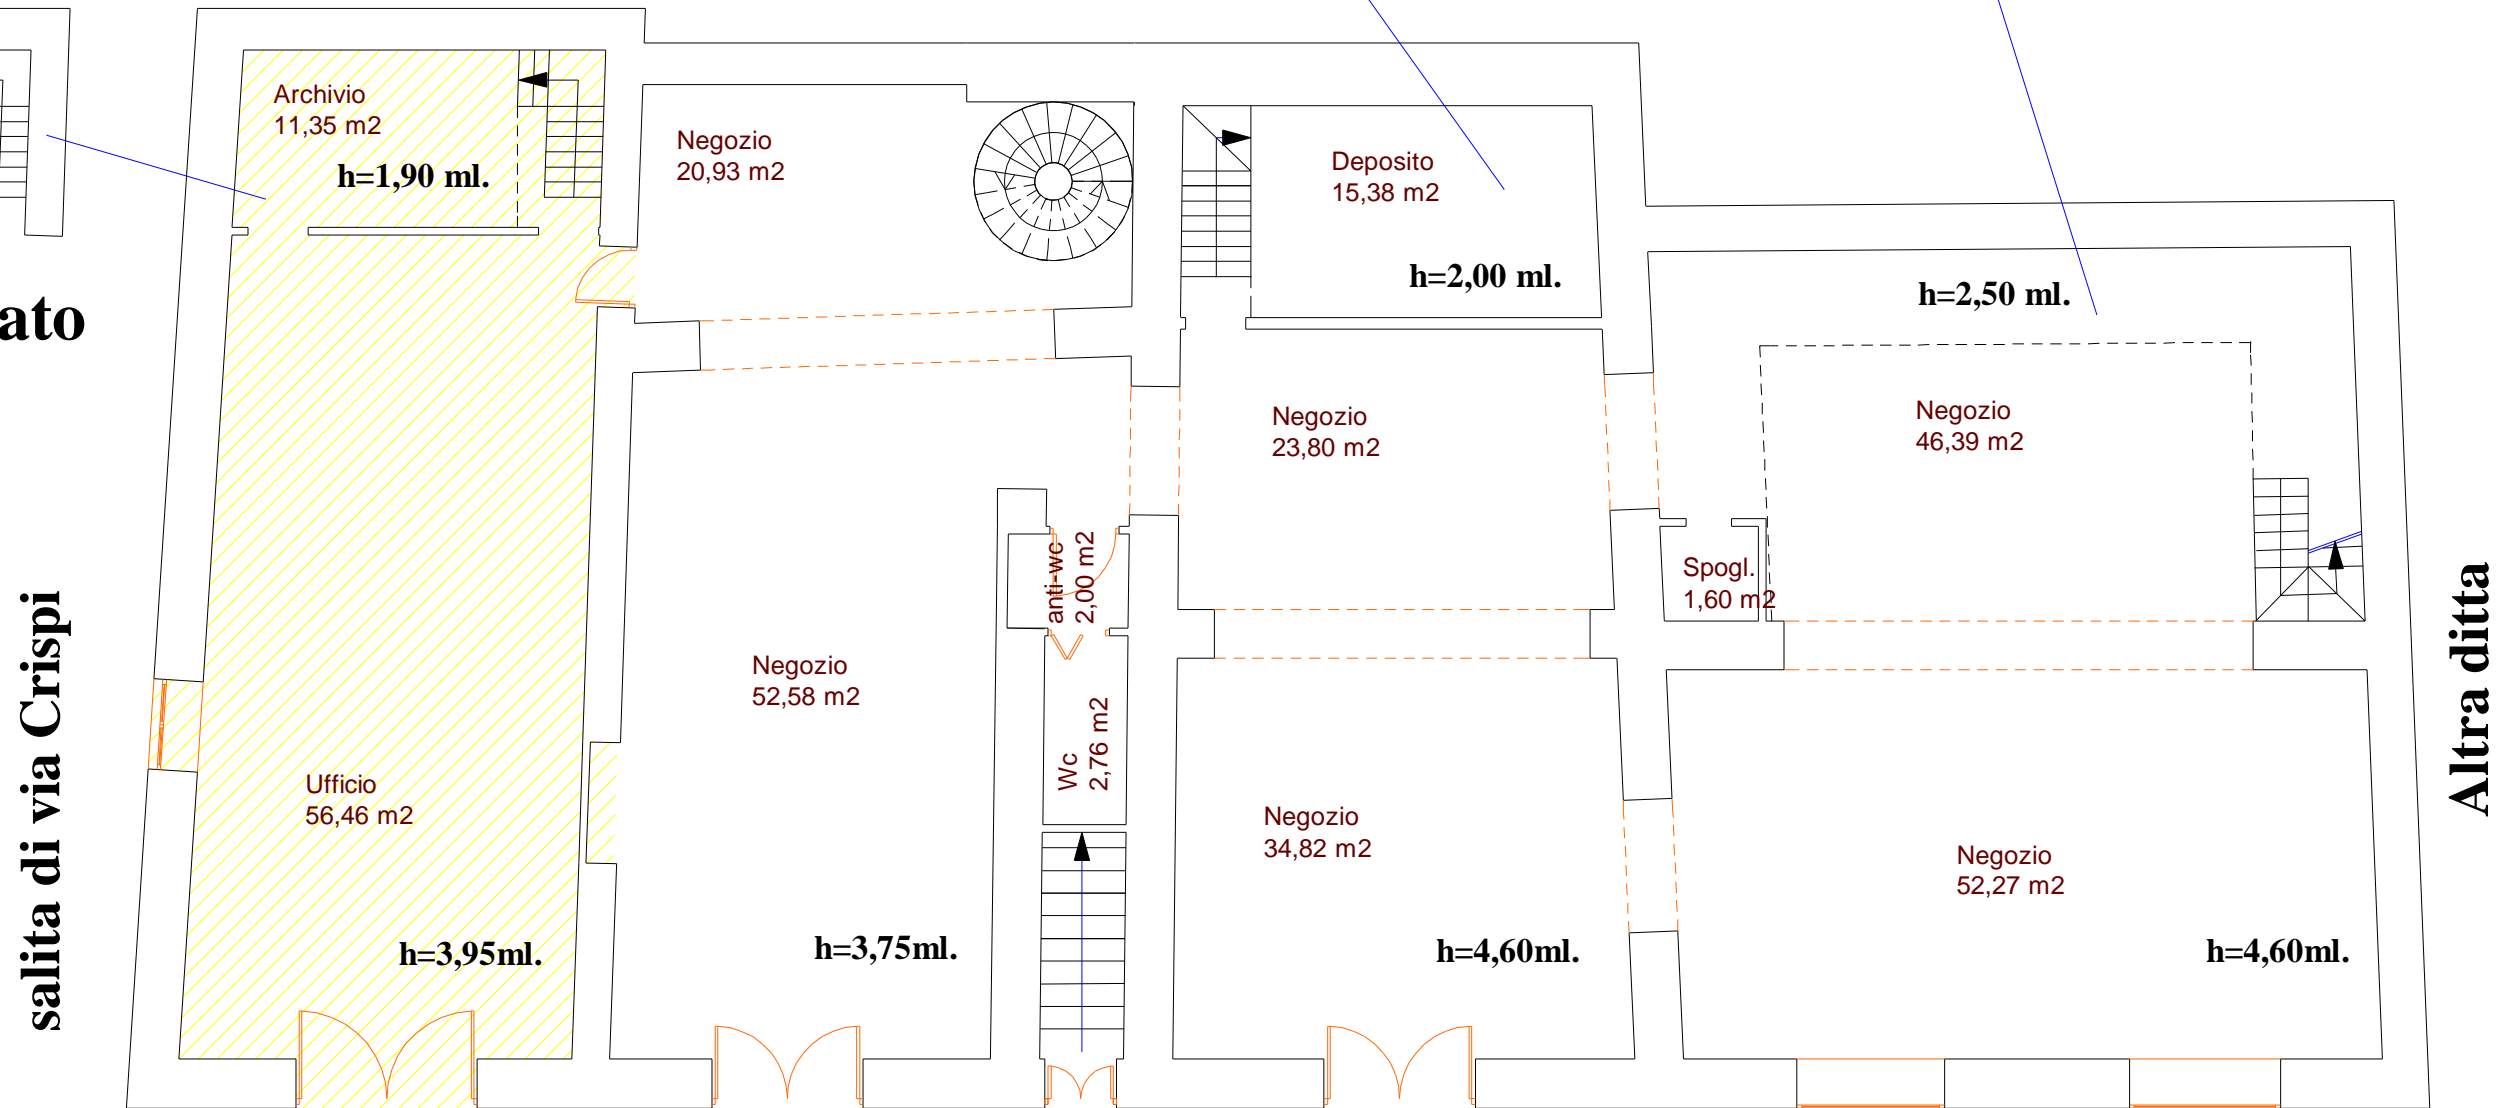 Archivio
11,35 m2
h=1,90 ml.
Negozio
20,93 m2
Deposito
15,38 m2
h=2,00 ml.
h=2,50 ml.
ato
Negozio
23,80 m2
Negozio
46,39 m2
anti-wc
2,00 m2
Spogl.
1,60 m2
salita di via Crispi
Altra ditta
Negozio
52,58 m2
Wc
2,76 m2
Ufficio
56,46 m2
Negozio
34,82 m2
Negozio
52,27 m2
h=3,95ml.
h=3,75ml.
h=4,60ml.
h=4,60ml.